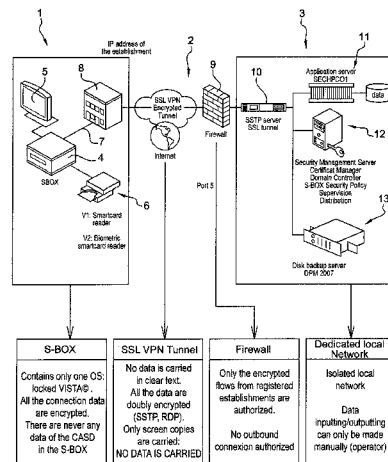 1
IP address of
the establishment
2
3
11
5
8
9
10
Application server
SECHPCO1
data
SSL VPN
Encrypted
Tunnel
SSTP server
SSL tunnel
7
4
Firewall
12
Internet
SBOX
Security Management Server
Certificat Manager
Domain Controller
S-BOX Security Policy
Supervision
Distribution
6
Port 5
V1: Smartcard
reader
V2: Biometric
smartcard reader
13
Disk backup server
DPM 2007
S-BOX
Contains only one OS:
locked VISTA©.
All the connection data
are encrypted.
There are never any
data of the CASD
in the S-BOX
SSL VPN Tunnel
No data is carried
in clear text.
All the data are
doubly encrypted
(SSTP, RDP).
Only screen copies
are carried:
NO DATA IS CARRIED
Firewall
Only the encrypted
flows from registered
establishments are
authorized.
No outbound
connexion authorized
Dedicated local
Network
Isolated local
network
Data
inputing/outputting
can only be made
manually (operator)